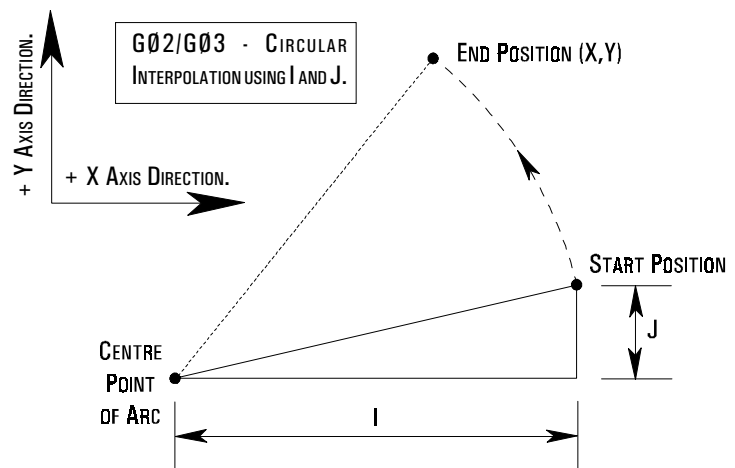 GØ2/GØ3 - CIRCULAR
INTERPOLATION USING I AND J.
END POSITION (X,Y)
+ Y AXIS DIRECTION.
+ X AXIS DIRECTION.
START POSITION
J
CENTRE
POINT
OF ARC
I